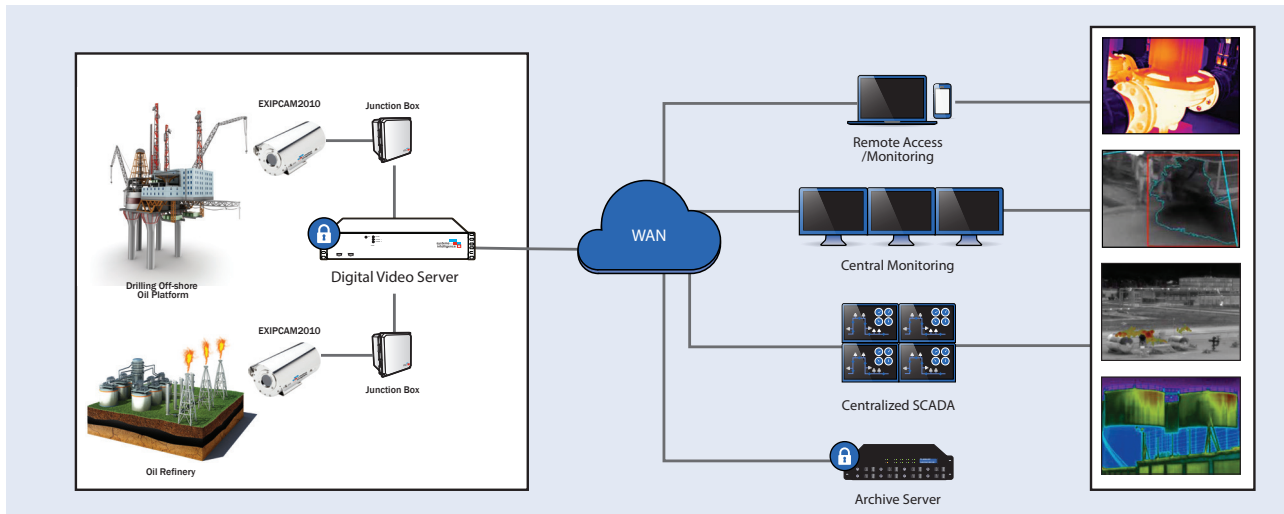 EXIPCAM2010
Junction Box
Drilling Off-shore
Oil Platform
Digital Video Server
EXIPCAM2010
Junction Box
Oil Refinery
WAN
Remote Access
/Monitoring
Central Monitoring
Centralized SCADA
Archive Server